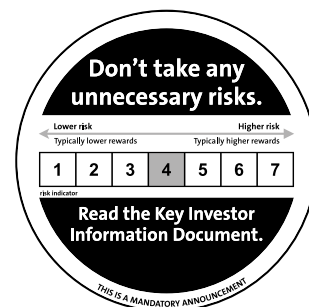 Don't take any
unnecessary risks.
Lower risk Higher risk
Typically lower rewards Typically higher rewards
1 2 3 4 5 6 7
risk indicator
Read the Key Investor
Information Document.
THIS IS A MANDATORY ANNOUNCEMENT